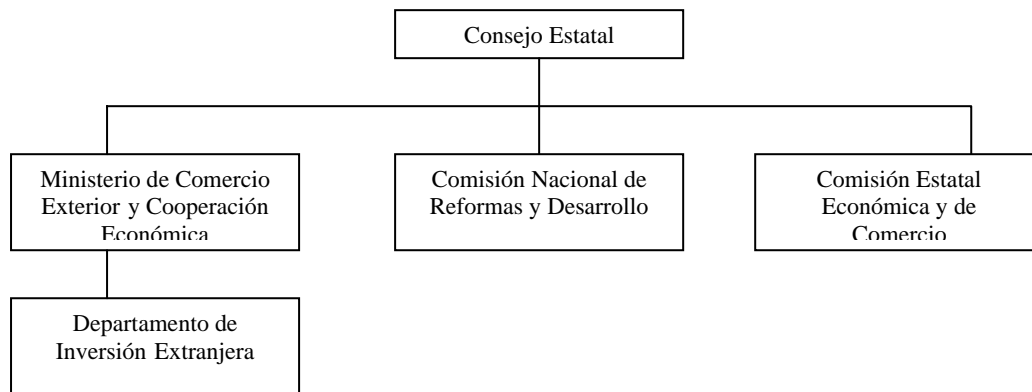 Consejo Estatal
Ministerio de Comercio
Exterior y Cooperación
Económica
Comisión Nacional de
Reformas y Desarrollo
Comisión Estatal
Económica y de
Comercio
Departamento de
Inversión Extranjera